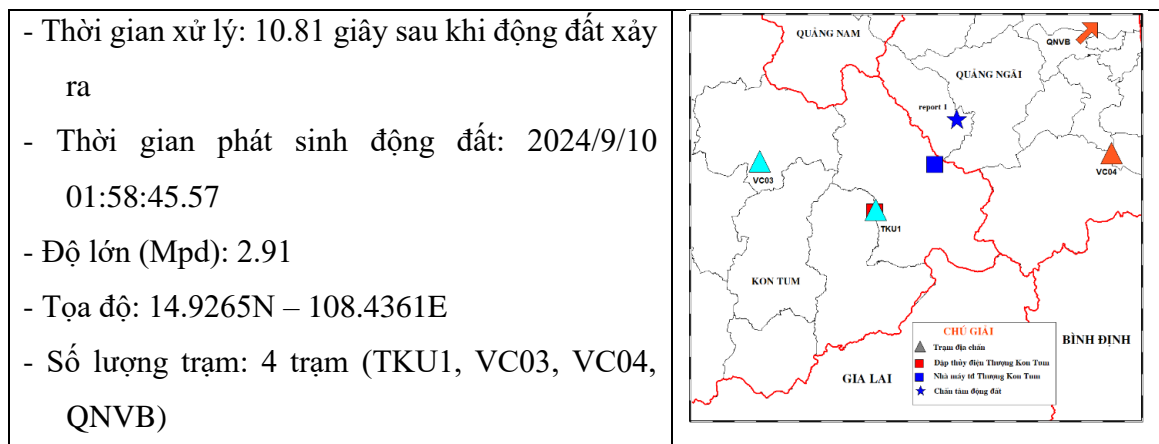 - Thời gian xử lý: 10.81 giây sau khi động đất xảy
ra
- Thời gian phát sinh động đất: 2024/9/10
01:58:45.57
- Độ lớn (Mpd): 2.91
- Tọa độ: 14.9265N – 108.4361E
- Số lượng trạm: 4 trạm (TKU1, VC03, VC04,
QNVB)
QUẢNG NAM
QNVB
QUẢNG NGÃI
report 1
VC03
VC04
TKU1
KON TUM
CHÚ GIẢI
Trạm địa chấn
Đập thủy điện Thượng Kon Tum
Nhà máy tđ Thượng Kon Tum
Chấn tâm động đất
BÌNH ĐỊNH
GIA LAI